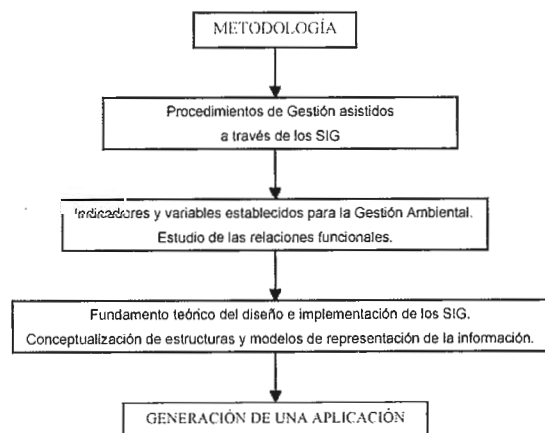 METODOLOGÍA
Procedimientos de Gestión asistidos
a través de los SIG
Indicadores y variables establecidos para la Gestión Ambiental.
Estudio de las relaciones funcionales.
Fundamento teórico del diseño e implementación de los SIG.
Conceptualización de estructuras y modelos de representación de la información.
GENERACIÓN DE UNA APLICACIÓN